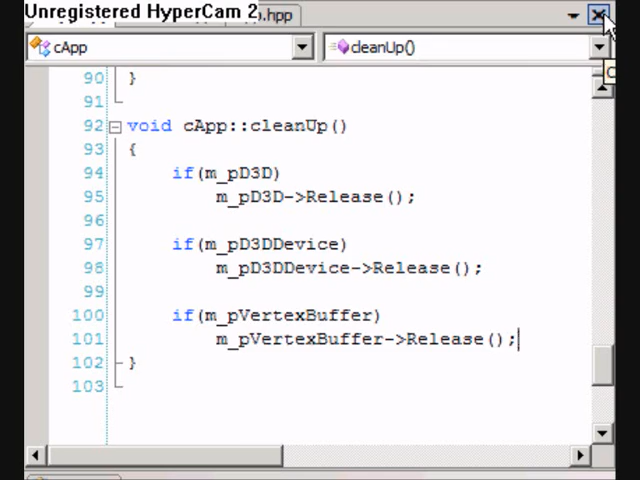 Unregistered HyperCam 2
.hpp
cApp
cleanUp()
90 }
91
92 void cApp::cleanUp()
93 {
94 if(m_pD3D)
95 m_pD3D->Release();
96
97 if(m_pD3DDevice)
98 m_pD3DDevice->Release();
99
100 if(m_pVertexBuffer)
101 m_pVertexBuffer->Release();
102 }
103